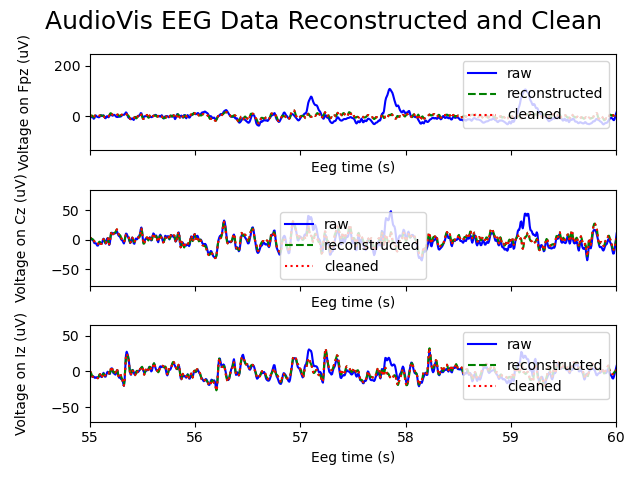 AudioVis EEG Data Reconstructed and Clean
Voltage on Fpz (uV)
200
0
raw
reconstructed
cleaned
Eeg time (s)
Voltage on Cz (uV)
50
0
−50
raw
reconstructed
cleaned
Eeg time (s)
Voltage on Iz (uV)
50
0
−50
raw
reconstructed
cleaned
55 56 57 58 59 60
Eeg time (s)